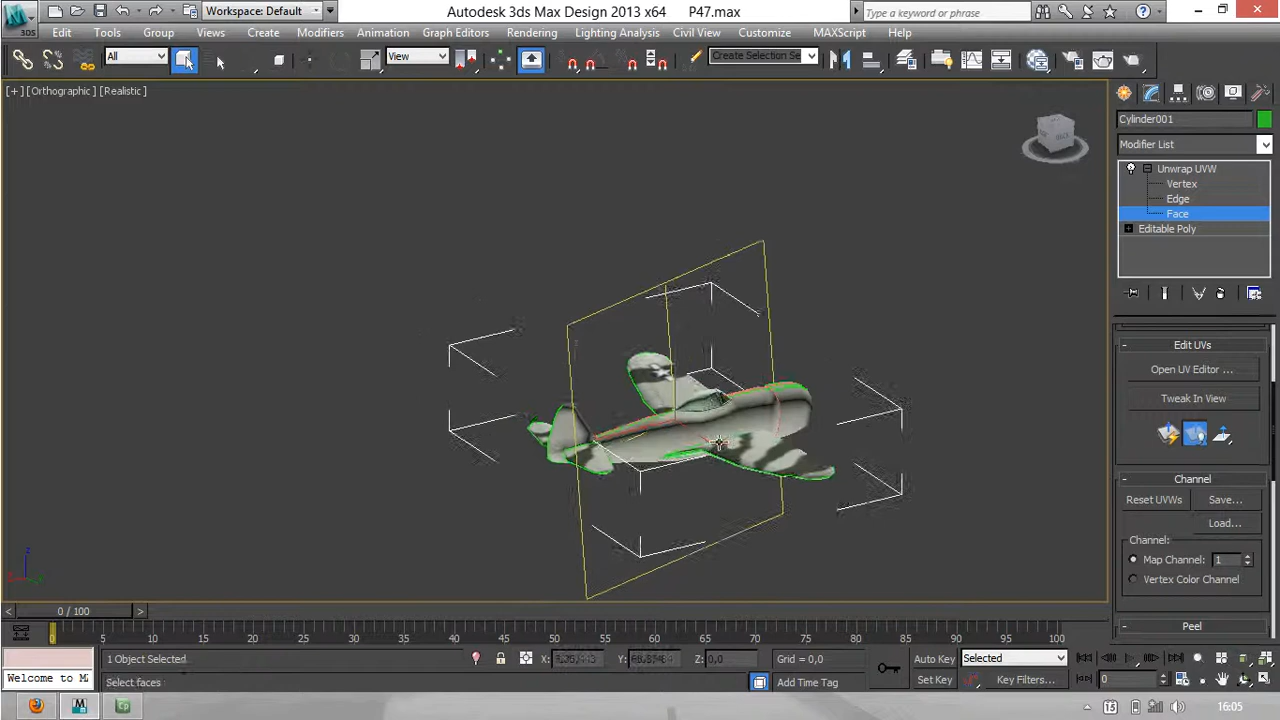 Workspace: Default
Autodesk 3ds Max Design 2013 x64 P47.max
Type a keyword or phrase
3DS
Edit Tools Group Views Create Modifiers Animation Graph Editors Rendering Lighting Analysis Civil View Customize MAXScript Help
All
View
Create Selection Se
[+] [Orthographic] [Realistic]
Cylinder001
Modifier List
Unwrap UVW
Vertex
Edge
Face
Editable Poly
Edit UVs
Open UV Editor ...
Tweak In View
Channel
Reset UVWs Save...
Load...
Channel:
Map Channel: 1
Vertex Color Channel
Peel
z
< 0 / 100 >
0 5 10 15 20 25 30 35 40 45 50 55 60 65 70 75 80 85 90 95 100
1 Object Selected X: Y: Z: 0,0 Grid = 0,0 Auto Key Selected
Welcome to M Select faces Add Time Tag Set Key Key Filters... 0
16:05